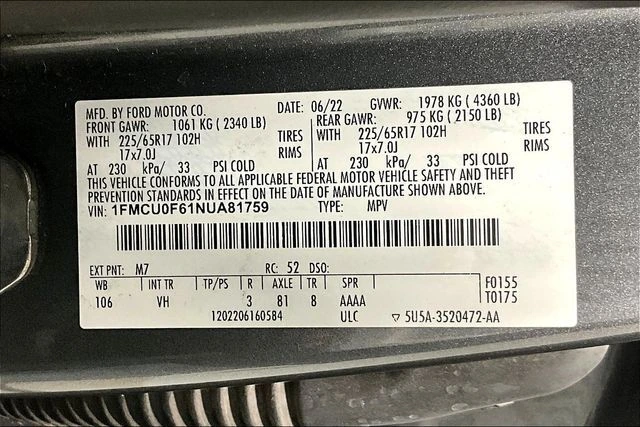 MFD. BY FORD MOTOR CO. DATE: 06/22 GVWR: 1978 KG ( 4360 LB)
FRONT GAWR: 1061 KG ( 2340 LB) REAR GAWR: 975 KG ( 2150 LB)
WITH 225/65R17 102H TIRES WITH 225/65R17 102H TIRES
17x7.0J RIMS 17x7.0J RIMS
AT 230 kPa/ 33 PSI COLD AT 230 kPa/ 33 PSI COLD
THIS VEHICLE CONFORMS TO ALL APPLICABLE FEDERAL MOTOR VEHICLE SAFETY AND THEFT
PREVENTION STANDARDS IN EFFECT ON THE DATE OF MANUFACTURE SHOWN ABOVE.
VIN: 1FMCU0F61NUA81759 TYPE: MPV
EXT PNT: M7 RC: 52 DSO:
WB INT TR TP/PS R AXLE TR SPR F0155
106 VH 3 81 8 AAAA T0175
1202206160584 ULC ▽ 5U5A-3520472-AA